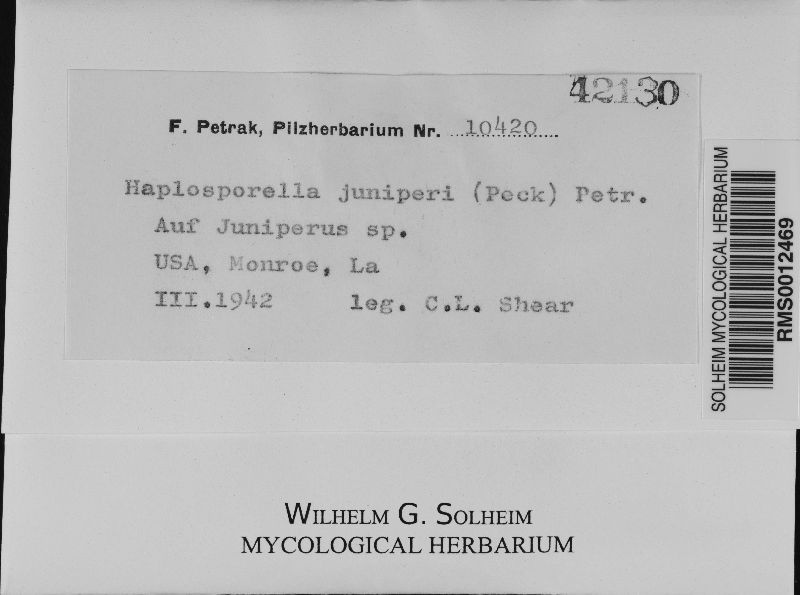 42130
F. Petrak, Pilzherbarium Nr. 10420
Haplosporella juniperi (Peck) Petr.
Auf Juniperus sp.
USA, Monroe, La
III.1942 leg. C.L. Shear
SOLHEIM MYCOLOGICAL HERBARIUM
RMS0012469
WILHELM G. SOLHEIM
MYCOLOGICAL HERBARIUM